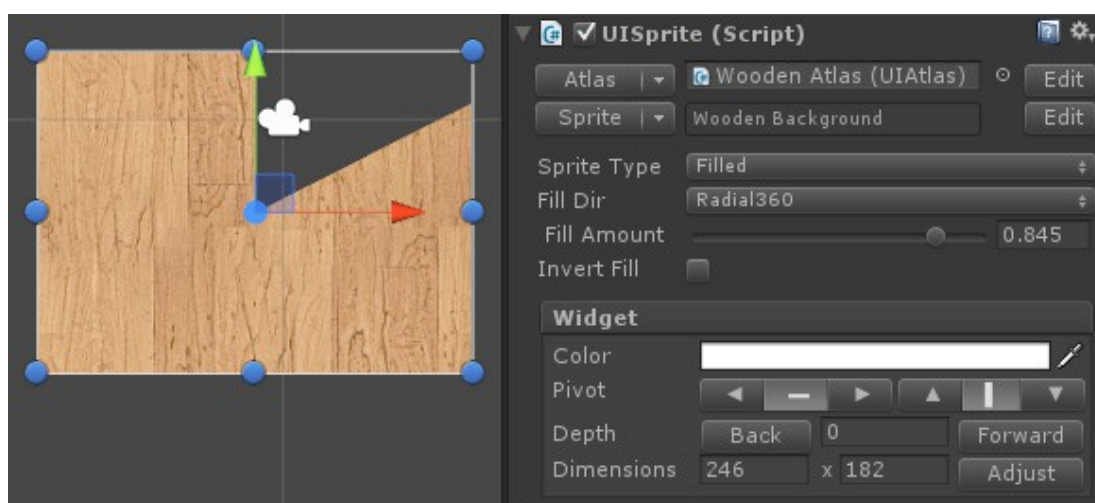 UISprite (Script)
Atlas Wooden Atlas (UIAtlas) Edit
Sprite Wooden Background Edit
Sprite Type Filled
Fill Dir Radial360
Fill Amount 0.845
Invert Fill
Widget
Color
Pivot
Depth Back 0 Forward
Dimensions 246 x 182 Adjust